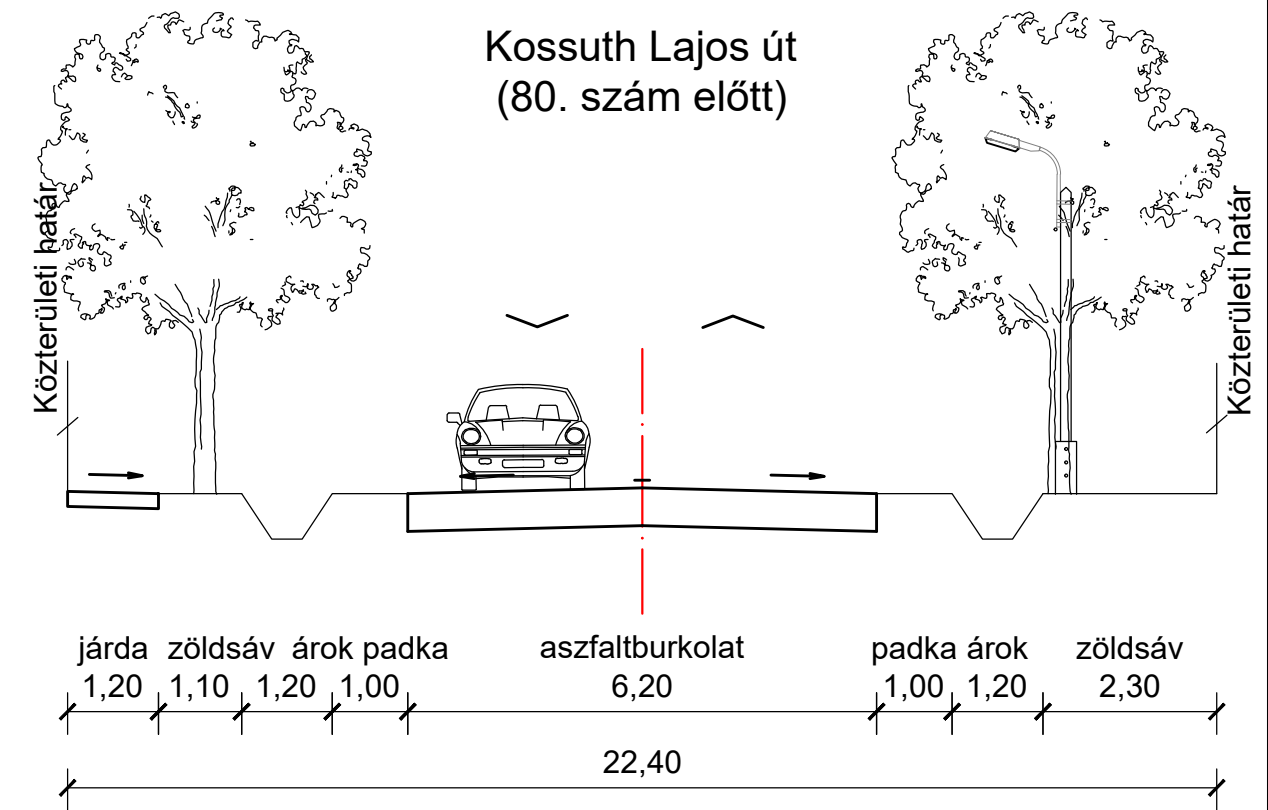 Kossuth Lajos út
(80. szám előtt)
Közterületi határ
Közterületi határ
járda zöldsáv árok padka aszfaltburkolat padka árok zöldsáv
1,20 1,10 1,20 1,00 6,20 1,00 1,20 2,30
22,40